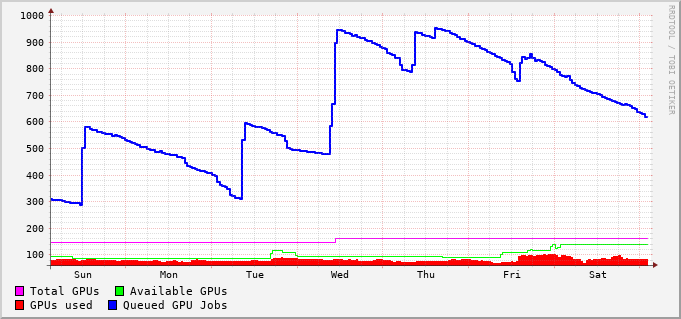 1000
900
800
700
600
500
400
300
200
100
Sun Mon Tue Wed Thu Fri Sat
RRDTOOL / TOBI OETIKER
Total GPUs Available GPUs
GPUs used Queued GPU Jobs